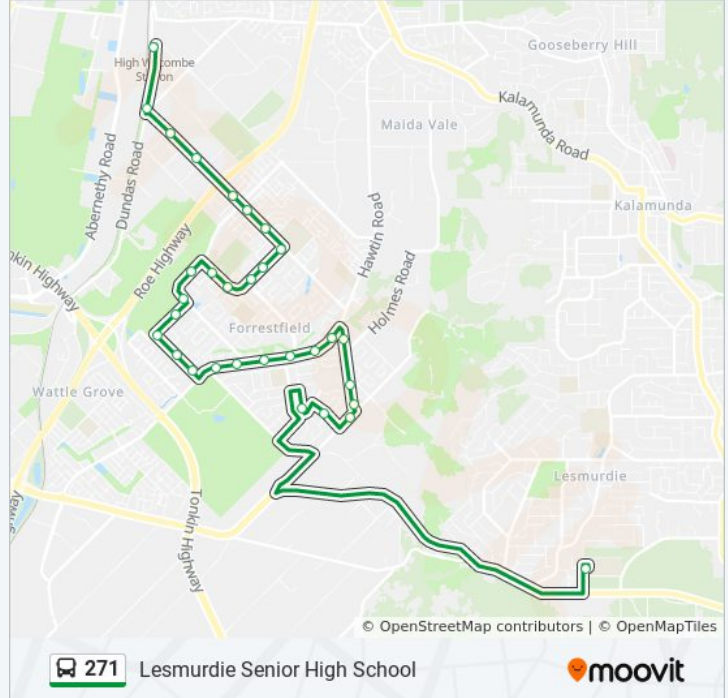 Gooseberry Hill
High Wycombe
Station
Kalamunda Road
Maida Vale
Abernethy Road
Dundas Road
Kalamunda
Hawtin Road
Roe Highway
Holmes Road
nkin Highway
Forrestfield
Wattle Grove
Lesmurdie
Tonkin Highway
© OpenStreetMap contributors | © OpenMapTiles
271 Lesmurdie Senior High School
moovit